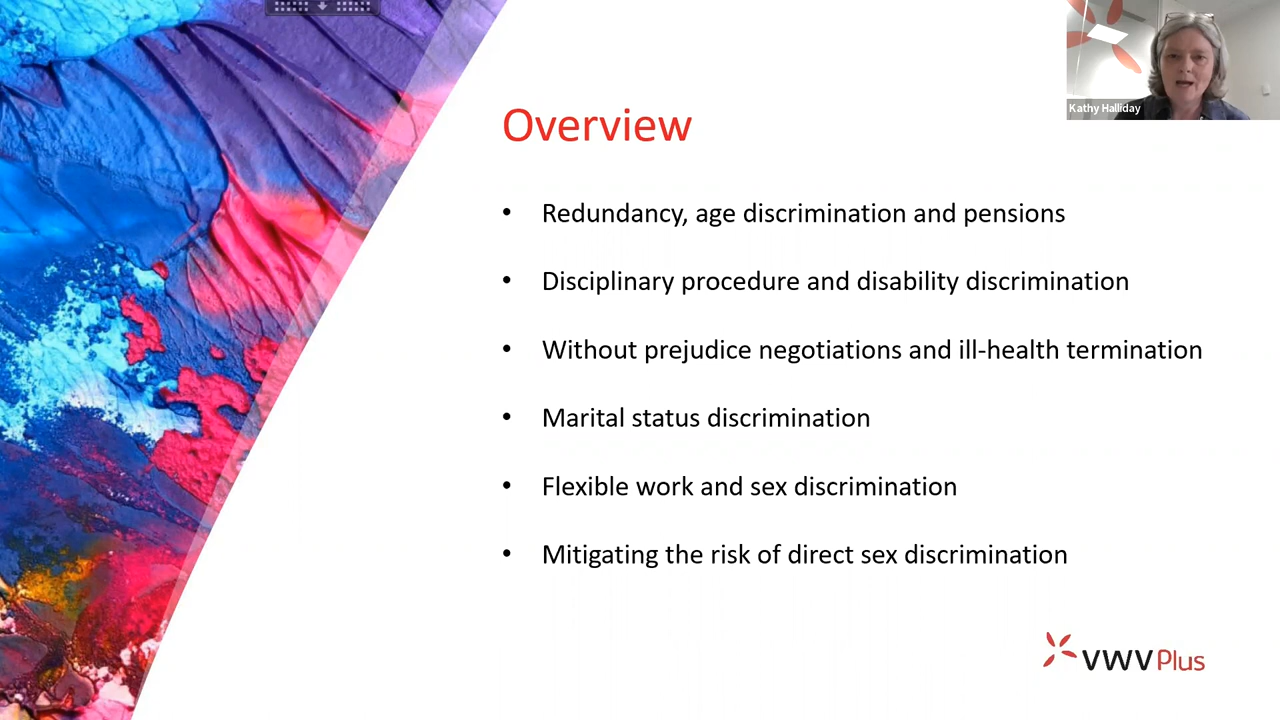 Kathy Halliday
Overview
• Redundancy, age discrimination and pensions
• Disciplinary procedure and disability discrimination
• Without prejudice negotiations and ill-health termination
• Marital status discrimination
• Flexible work and sex discrimination
• Mitigating the risk of direct sex discrimination
VWV Plus